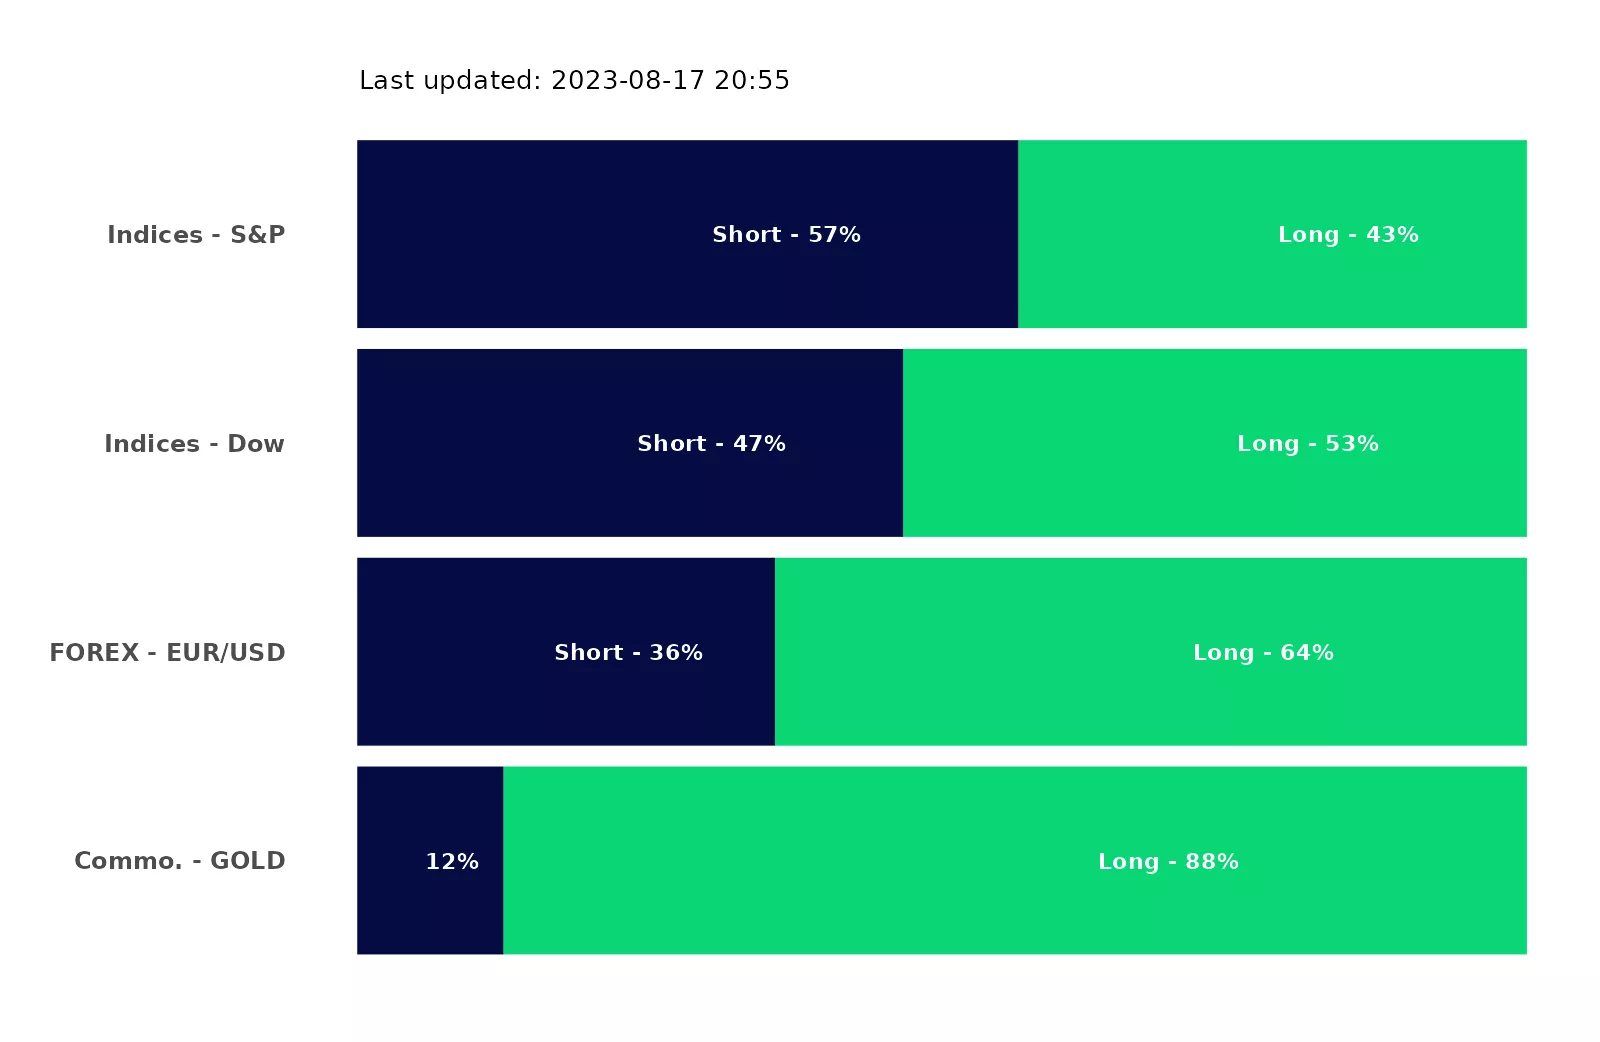 Last updated: 2023-08-17 20:55
Indices - S&P Short - 57% Long - 43%
Indices - Dow Short - 47% Long - 53%
FOREX - EUR/USD Short - 36% Long - 64%
Commo. - GOLD 12% Long - 88%